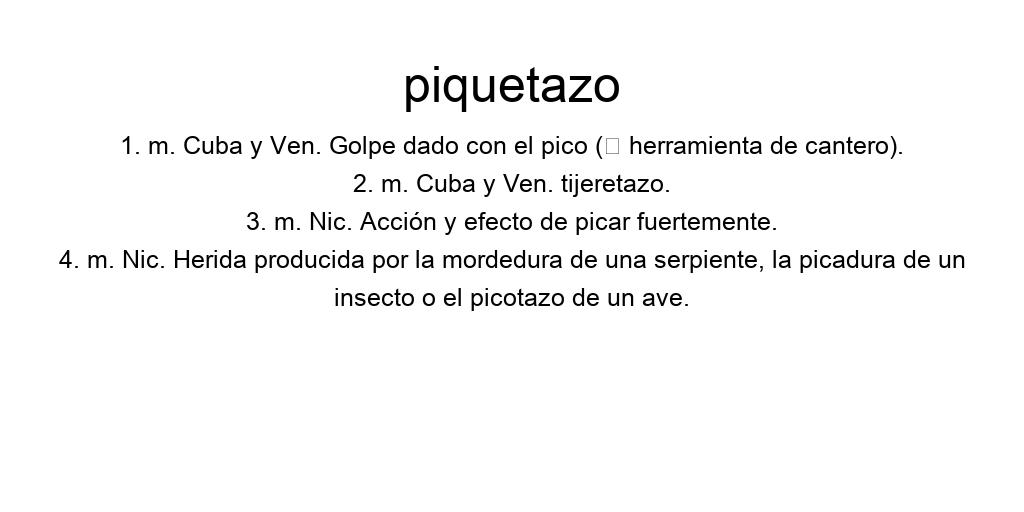 piquetazo
1. m. Cuba y Ven. Golpe dado con el pico (□ herramienta de cantero).
2. m. Cuba y Ven. tijeretazo.
3. m. Nic. Acción y efecto de picar fuertemente.
4. m. Nic. Herida producida por la mordedura de una serpiente, la picadura de un
insecto o el picotazo de un ave.